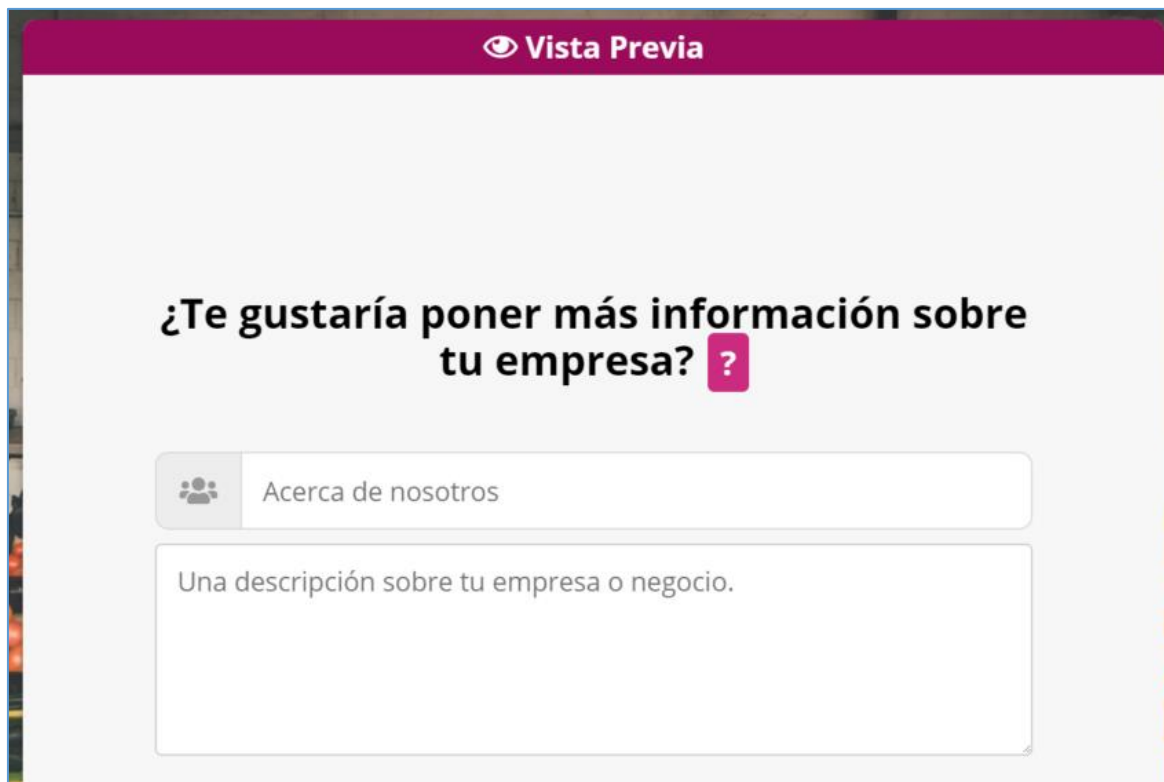 Vista Previa
¿Te gustaría poner más información sobre
tu empresa? ?
Acerca de nosotros
Una descripción sobre tu empresa o negocio.